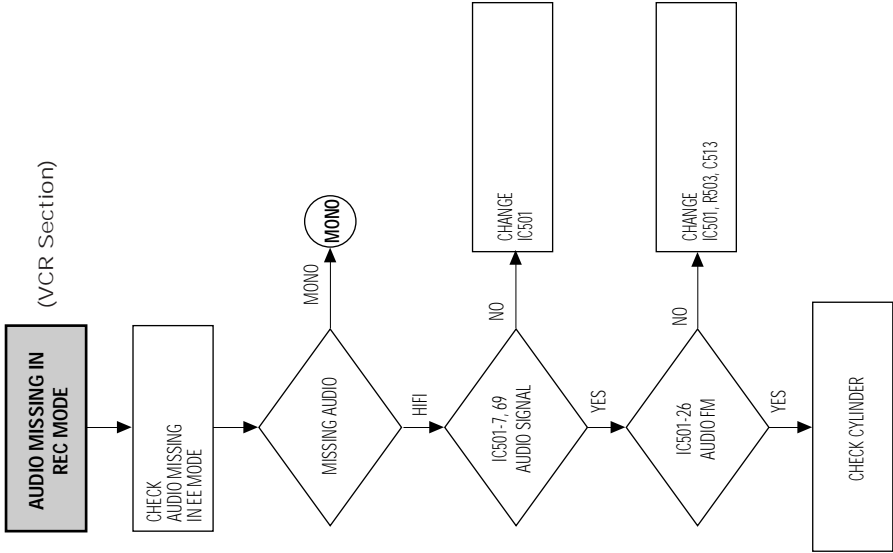 (VCR Section)
AUDIO MISSING IN
REC MODE
CHECK
AUDIO MISSING
IN EE MODE
MISSING AUDIO
MONO
MONO
HIFI
IC501-7, 69
AUDIO SIGNAL
NO
CHANGE
IC501
YES
IC501-26
AUDIO FM
NO
CHANGE
IC501, R503, C513
YES
CHECK CYLINDER